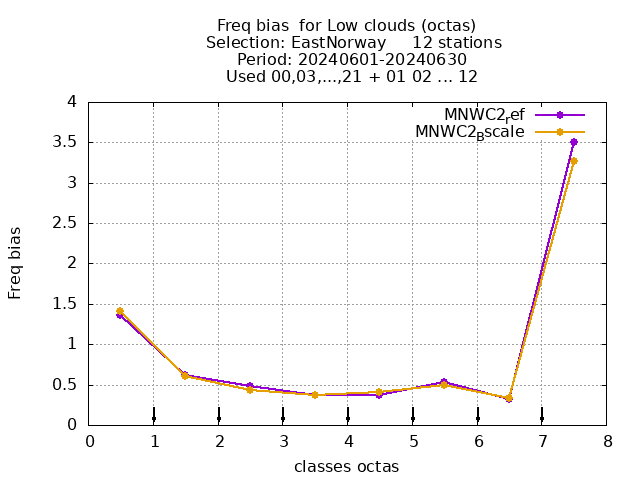 Freq bias  for Low clouds (octas)
Selection: EastNorway     12 stations
Period: 20240601-20240630
Used 00,03,...,21 + 01 02 ... 12
MNWC2ref
MNWC2Bscale
4
3.5
3
2.5
2
1.5
1
0.5
0
Freq bias
0 1 2 3 4 5 6 7 8
classes octas